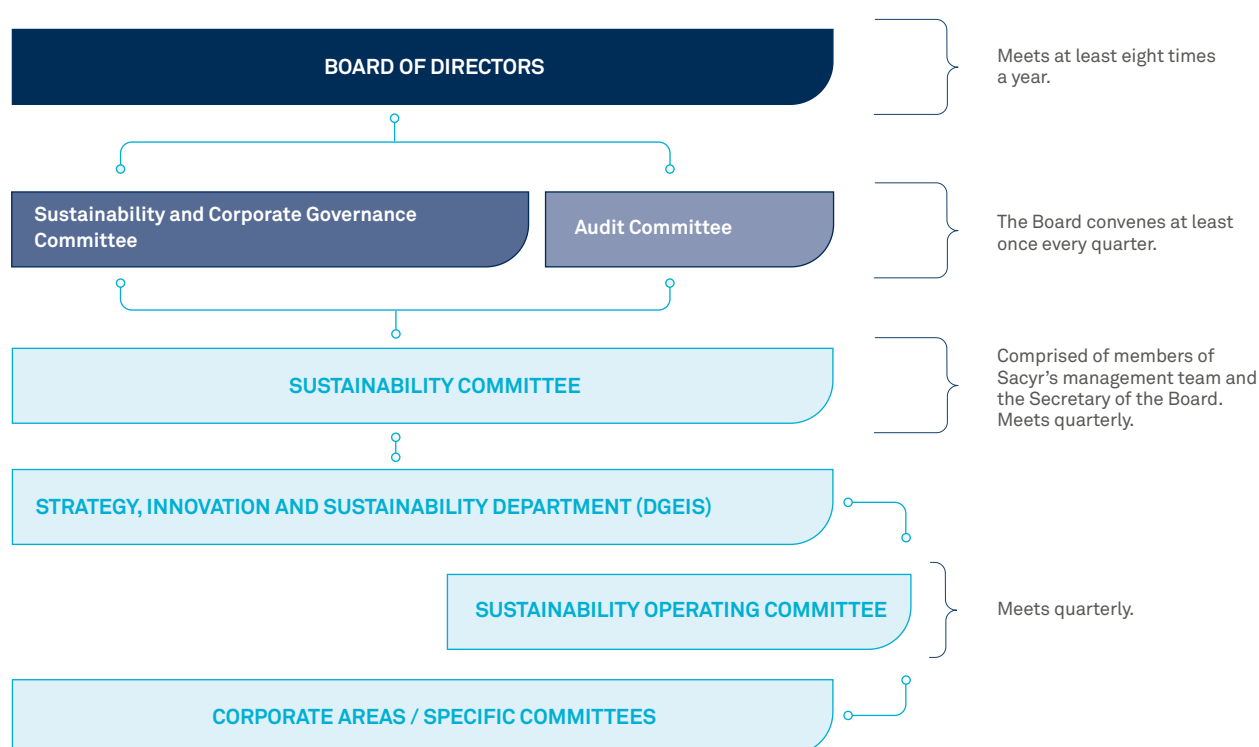 BOARD OF DIRECTORS
Meets at least eight times
a year.
Sustainability and Corporate Governance
Committee
Audit Committee
The Board convenes at least
once every quarter.
SUSTAINABILITY COMMITTEE
Comprised of members of
Sacyr’s management team and
the Secretary of the Board.
Meets quarterly.
STRATEGY, INNOVATION AND SUSTAINABILITY DEPARTMENT (DGEIS)
SUSTAINABILITY OPERATING COMMITTEE
Meets quarterly.
CORPORATE AREAS / SPECIFIC COMMITTEES